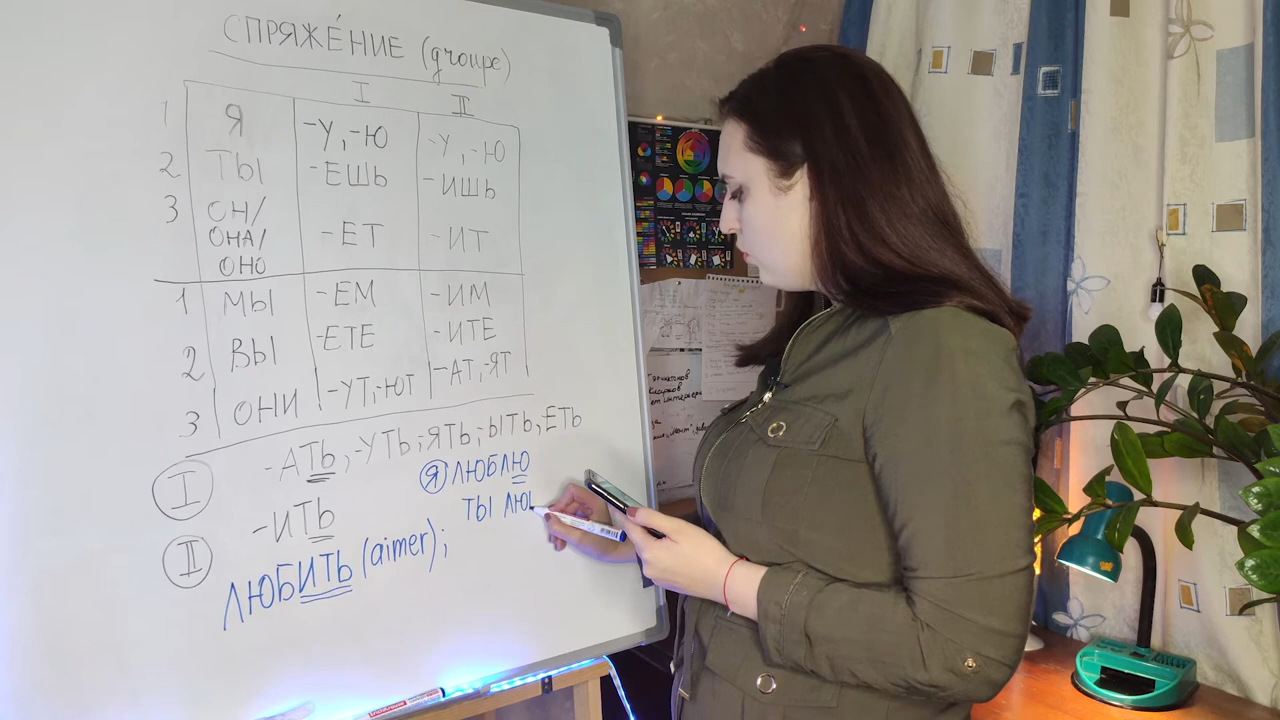 СПРЯЖЕ́НИЕ (groupe)
I II
1 Я -У, -Ю -У, -Ю
2 ТЫ -ЕШЬ -ИШЬ
3 ОН/ ОНА/ ОНО -ЕТ -ИТ
1 МЫ -ЕМ -ИМ
2 ВЫ -ЕТЕ -ИТЕ
3 ОНИ -УТ,-ЮТ -АТ,-ЯТ
I -АТЬ, -УТЬ, -ЯТЬ, -ЫТЬ, ЕТЬ
II -ИТЬ
Я ЛЮБЛЮ
ТЫ ЛЮ
ЛЮБИТЬ (aimer);